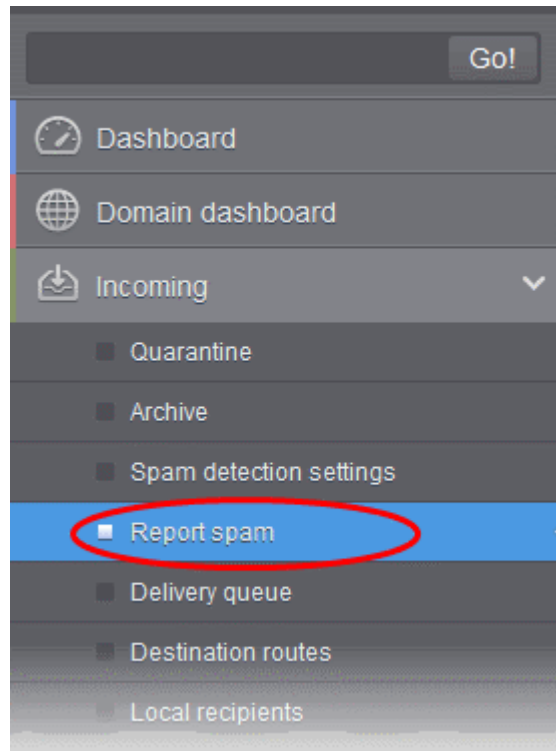 Go!
Dashboard
Domain dashboard
Incoming
Quarantine
Archive
Spam detection settings
Report spam
Delivery queue
Destination routes
Local recipients